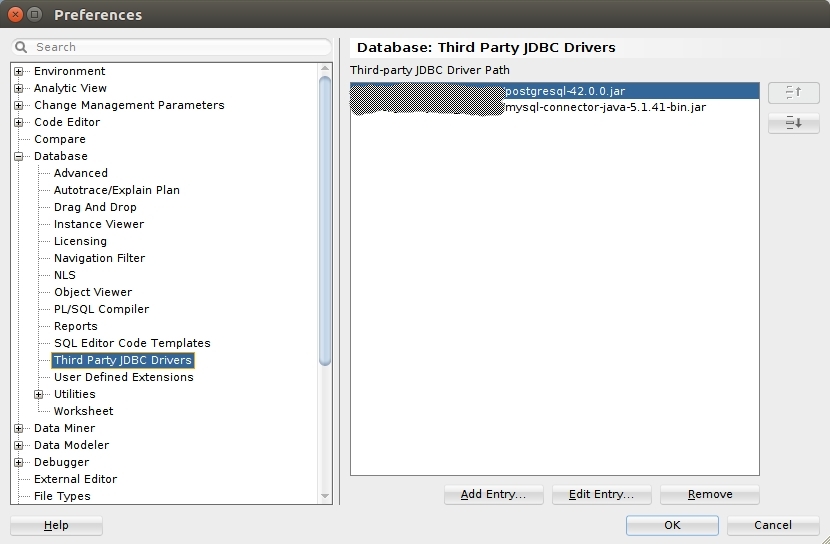 Preferences
Search
Environment
Analytic View
Change Management Parameters
Code Editor
Compare
Database
Advanced
Autotrace/Explain Plan
Drag And Drop
Instance Viewer
Licensing
Navigation Filter
NLS
Object Viewer
PL/SQL Compiler
Reports
SQL Editor Code Templates
Third Party JDBC Drivers
User Defined Extensions
Utilities
Worksheet
Data Miner
Data Modeler
Debugger
External Editor
File Types
Database: Third Party JDBC Drivers
Third-party JDBC Driver Path
postgresql-42.0.0.jar
mysql-connector-java-5.1.41-bin.jar
Add Entry... Edit Entry... Remove
Help OK Cancel